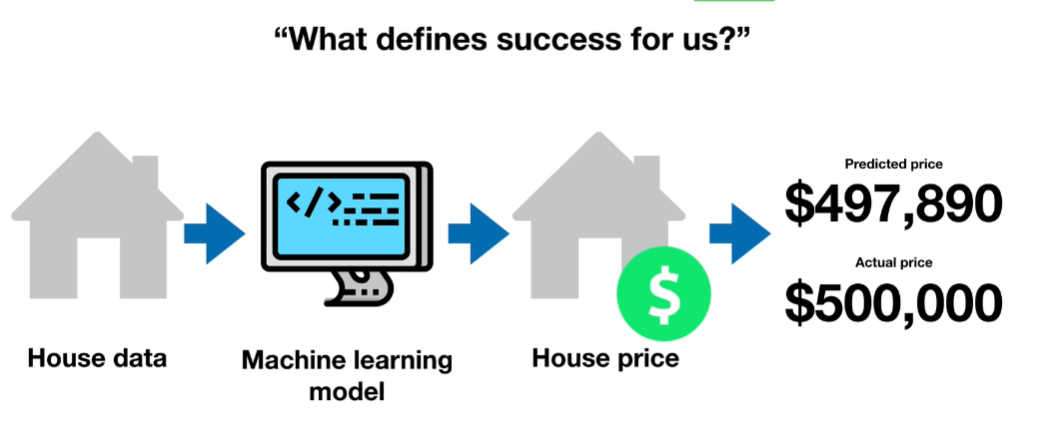 “What defines success for us?”
Predicted price
$497,890
Actual price
$500,000
</>
$
House data
Machine learning
model
House price